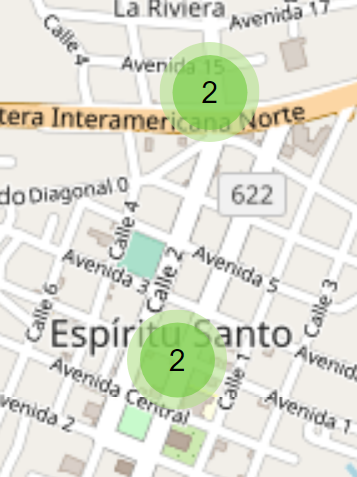 La Riviera
Avenida 17
Calle 4
Avenida 15
2
tera Interamericana Norte
622
do Diagonal 0
Calle 4
Calle 2
Avenida 3
Avenida 5
Calle 6
Calle 3
Espíritu Santo
2
Calle 1
Avenida
Avenida Central
Avenida 1
venida 2